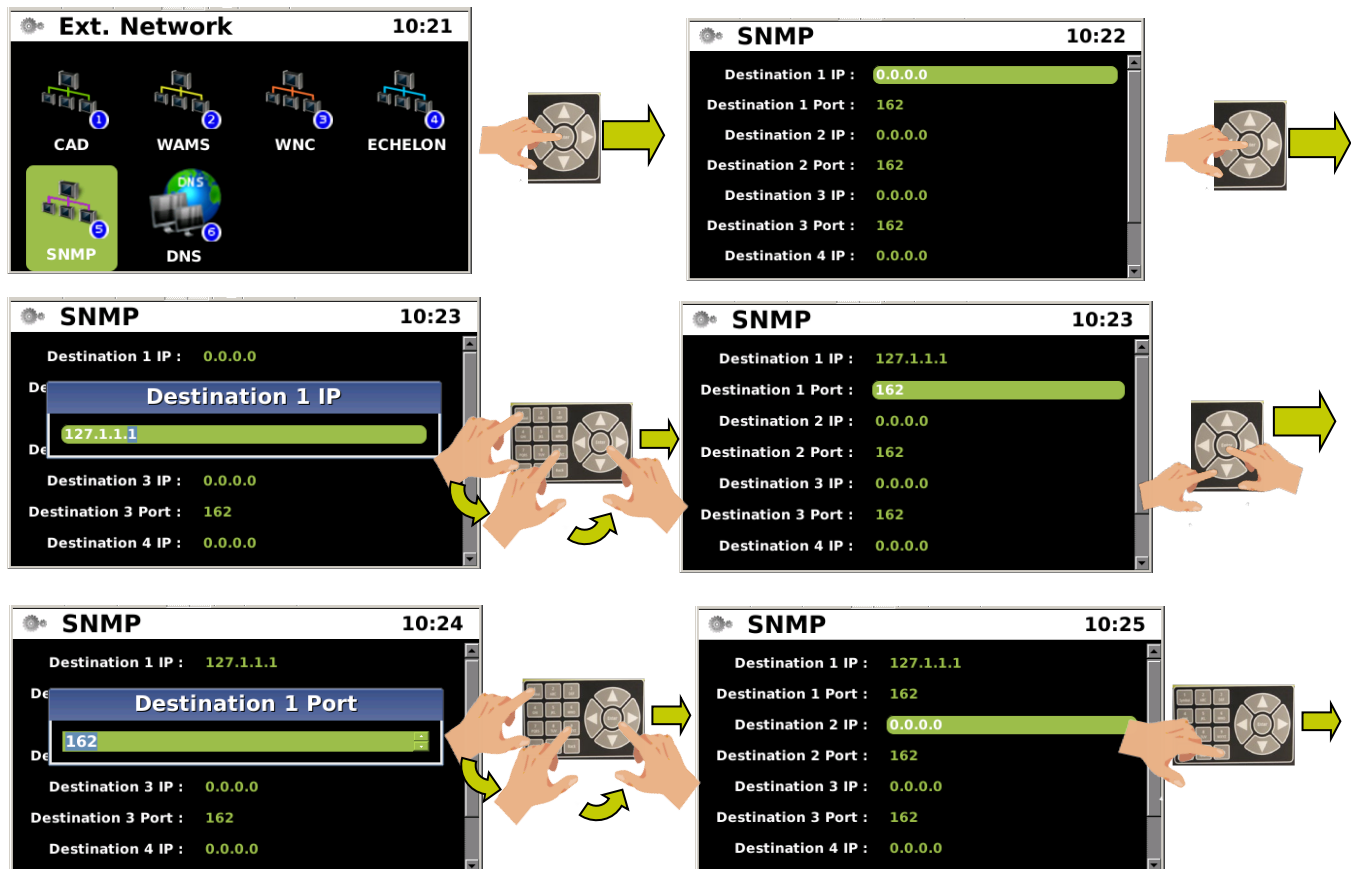 Ext. Network 10:21
1 2 3 4
CAD WAMS WNC ECHELON
DNS
5 6
SNMP DNS
SNMP 10:22
Destination 1 IP : 0.0.0.0
Destination 1 Port : 162
Destination 2 IP : 0.0.0.0
Destination 2 Port : 162
Destination 3 IP : 0.0.0.0
Destination 3 Port : 162
Destination 4 IP : 0.0.0.0
SNMP 10:23
Destination 1 IP : 0.0.0.0
De
Destination 1 IP
127.1.1.1
De
Destination 3 IP : 0.0.0.0
Destination 3 Port : 162
Destination 4 IP : 0.0.0.0
SNMP 10:23
Destination 1 IP : 127.1.1.1
Destination 1 Port : 162
Destination 2 IP : 0.0.0.0
Destination 2 Port : 162
Destination 3 IP : 0.0.0.0
Destination 3 Port : 162
Destination 4 IP : 0.0.0.0
SNMP 10:24
Destination 1 IP : 127.1.1.1
De
Destination 1 Port
162
De
Destination 3 IP : 0.0.0.0
Destination 3 Port : 162
Destination 4 IP : 0.0.0.0
SNMP 10:25
Destination 1 IP : 127.1.1.1
Destination 1 Port : 162
Destination 2 IP : 0.0.0.0
Destination 2 Port : 162
Destination 3 IP : 0.0.0.0
Destination 3 Port : 162
Destination 4 IP : 0.0.0.0